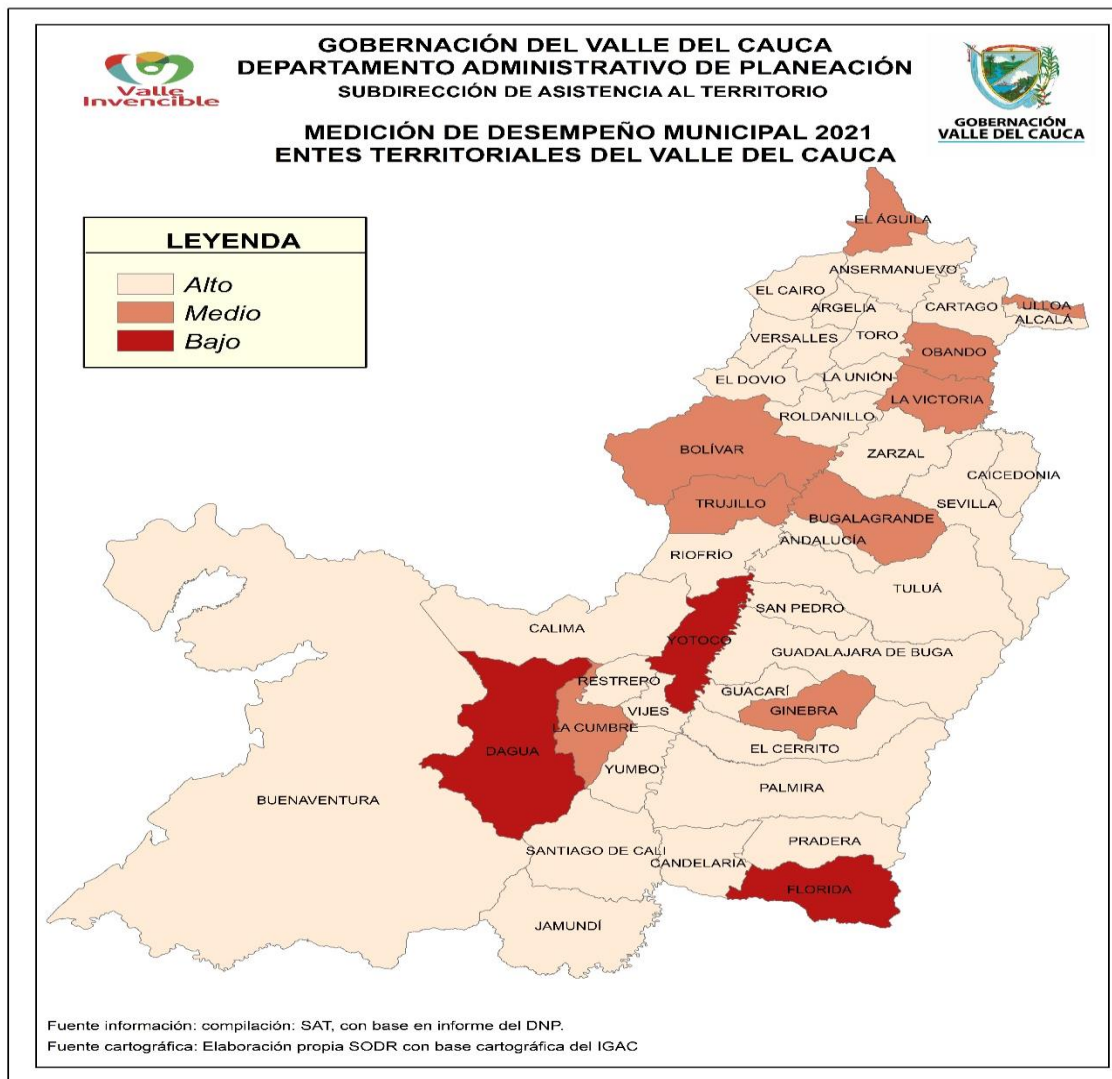 GOBERNACIÓN DEL VALLE DEL CAUCA
DEPARTAMENTO ADMINISTRATIVO DE PLANEACIÓN
SUBDIRECCIÓN DE ASISTENCIA AL TERRITORIO
Valle
Invencible
GOBERNACIÓN
VALLE DEL CAUCA
MEDICIÓN DE DESEMPEÑO MUNICIPAL 2021
ENTES TERRITORIALES DEL VALLE DEL CAUCA
LEYENDA
Alto
Medio
Bajo
EL ÁGUILA
ANSERMANUEVO
EL CAIRO
ARGELIA
CARTAGO
ULLOA
ALCALÁ
VERSALLES
TORO
OBANDO
EL DOVIO
LA UNIÓN
LA VICTORIA
ROLDANILLO
BOLÍVAR
ZARZAL
CAICEDONIA
SEVILLA
TRUJILLO
BUGALAGRANDE
ANDALUCÍA
RIOFRÍO
TULUÁ
SAN PEDRO
CALIMA
YOTOCO
GUADALAJARA DE BUGA
RESTREPO
GUACARÍ
VIJES
GINEBRA
LA CUMBRE
DAGUA
EL CERRITO
YUMBO
PALMIRA
BUENAVENTURA
PRADERA
SANTIAGO DE CALI
CANDELARIA
FLORIDA
JAMUNDÍ
Fuente información: compilación: SAT, con base en informe del DNP.
Fuente cartográfica: Elaboración propia SODR con base cartográfica del IGAC